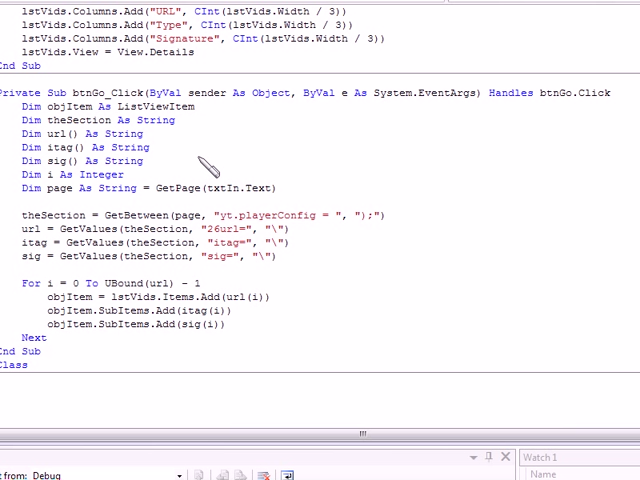 lstVids.Columns.Add("URL", CInt(lstVids.Width / 3))
lstVids.Columns.Add("Type", CInt(lstVids.Width / 3))
lstVids.Columns.Add("Signature", CInt(lstVids.Width / 3))
lstVids.View = View.Details
End Sub
Private Sub btnGo_Click(ByVal sender As Object, ByVal e As System.EventArgs) Handles btnGo.Click
Dim objItem As ListViewItem
Dim theSection As String
Dim url() As String
Dim itag() As String
Dim sig() As String
Dim i As Integer
Dim page As String = GetPage(txtIn.Text)
theSection = GetBetween(page, "yt.playerConfig = ", ");")
url = GetValues(theSection, "26url=", "\")
itag = GetValues(theSection, "itag=", "\")
sig = GetValues(theSection, "sig=", "\")
For i = 0 To UBound(url) - 1
objItem = lstVids.Items.Add(url(i))
objItem.SubItems.Add(itag(i))
objItem.SubItems.Add(sig(i))
Next
End Sub
Class
Watch 1
t from: Debug
Name